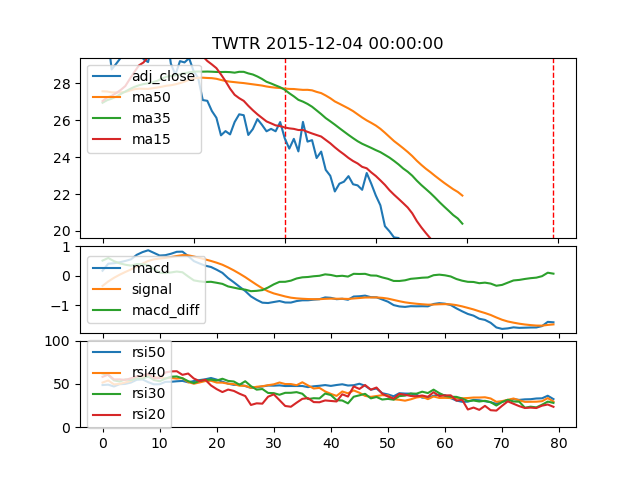 TWTR 2015-12-04 00:00:00
28
26
24
22
20
adj_close
ma50
ma35
ma15
1
0
−1
macd
signal
macd_diff
100
50
0
rsi50
rsi40
rsi30
rsi20
0 10 20 30 40 50 60 70 80